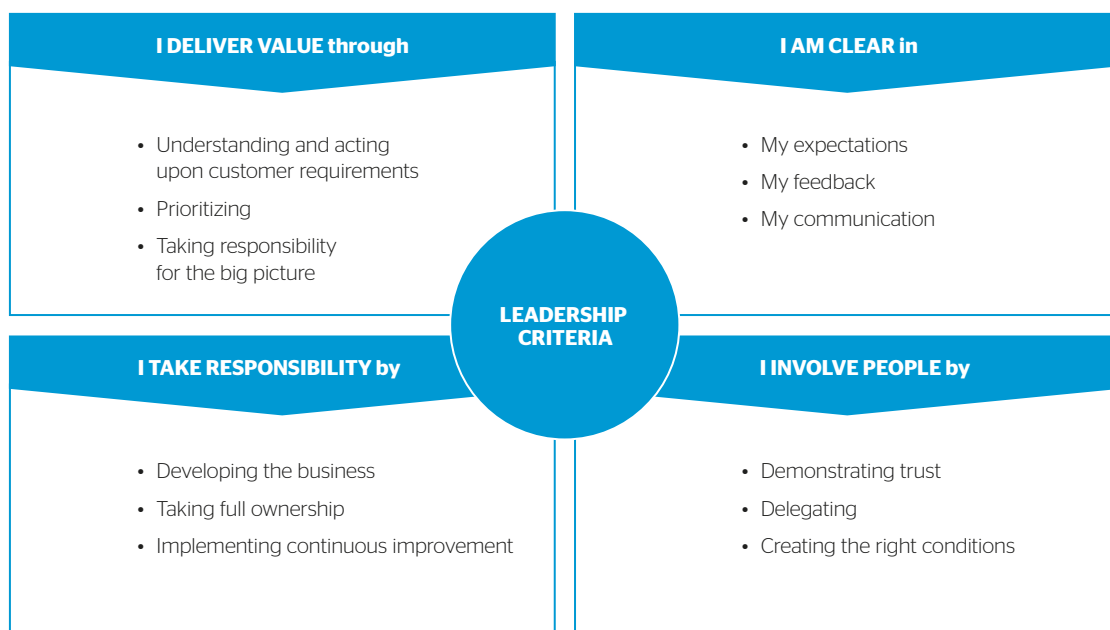 I DELIVER VALUE through
• Understanding and acting
upon customer requirements
• Prioritizing
• Taking responsibility
for the big picture
I AM CLEAR in
• My expectations
• My feedback
• My communication
LEADERSHIP
CRITERIA
I TAKE RESPONSIBILITY by
• Developing the business
• Taking full ownership
• Implementing continuous improvement
I INVOLVE PEOPLE by
• Demonstrating trust
• Delegating
• Creating the right conditions